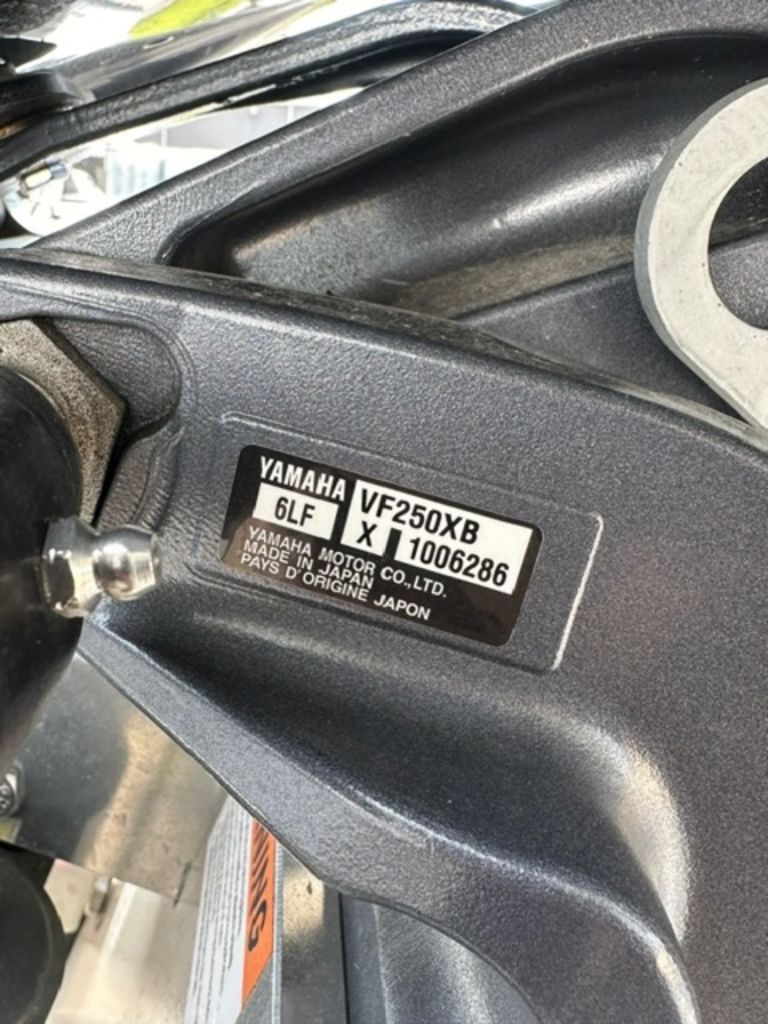 YAMAHA VF250XB
6LF X 1006286
YAMAHA MOTOR CO.,LTD.
MADE IN JAPAN
PAYS D'ORIGINE JAPON